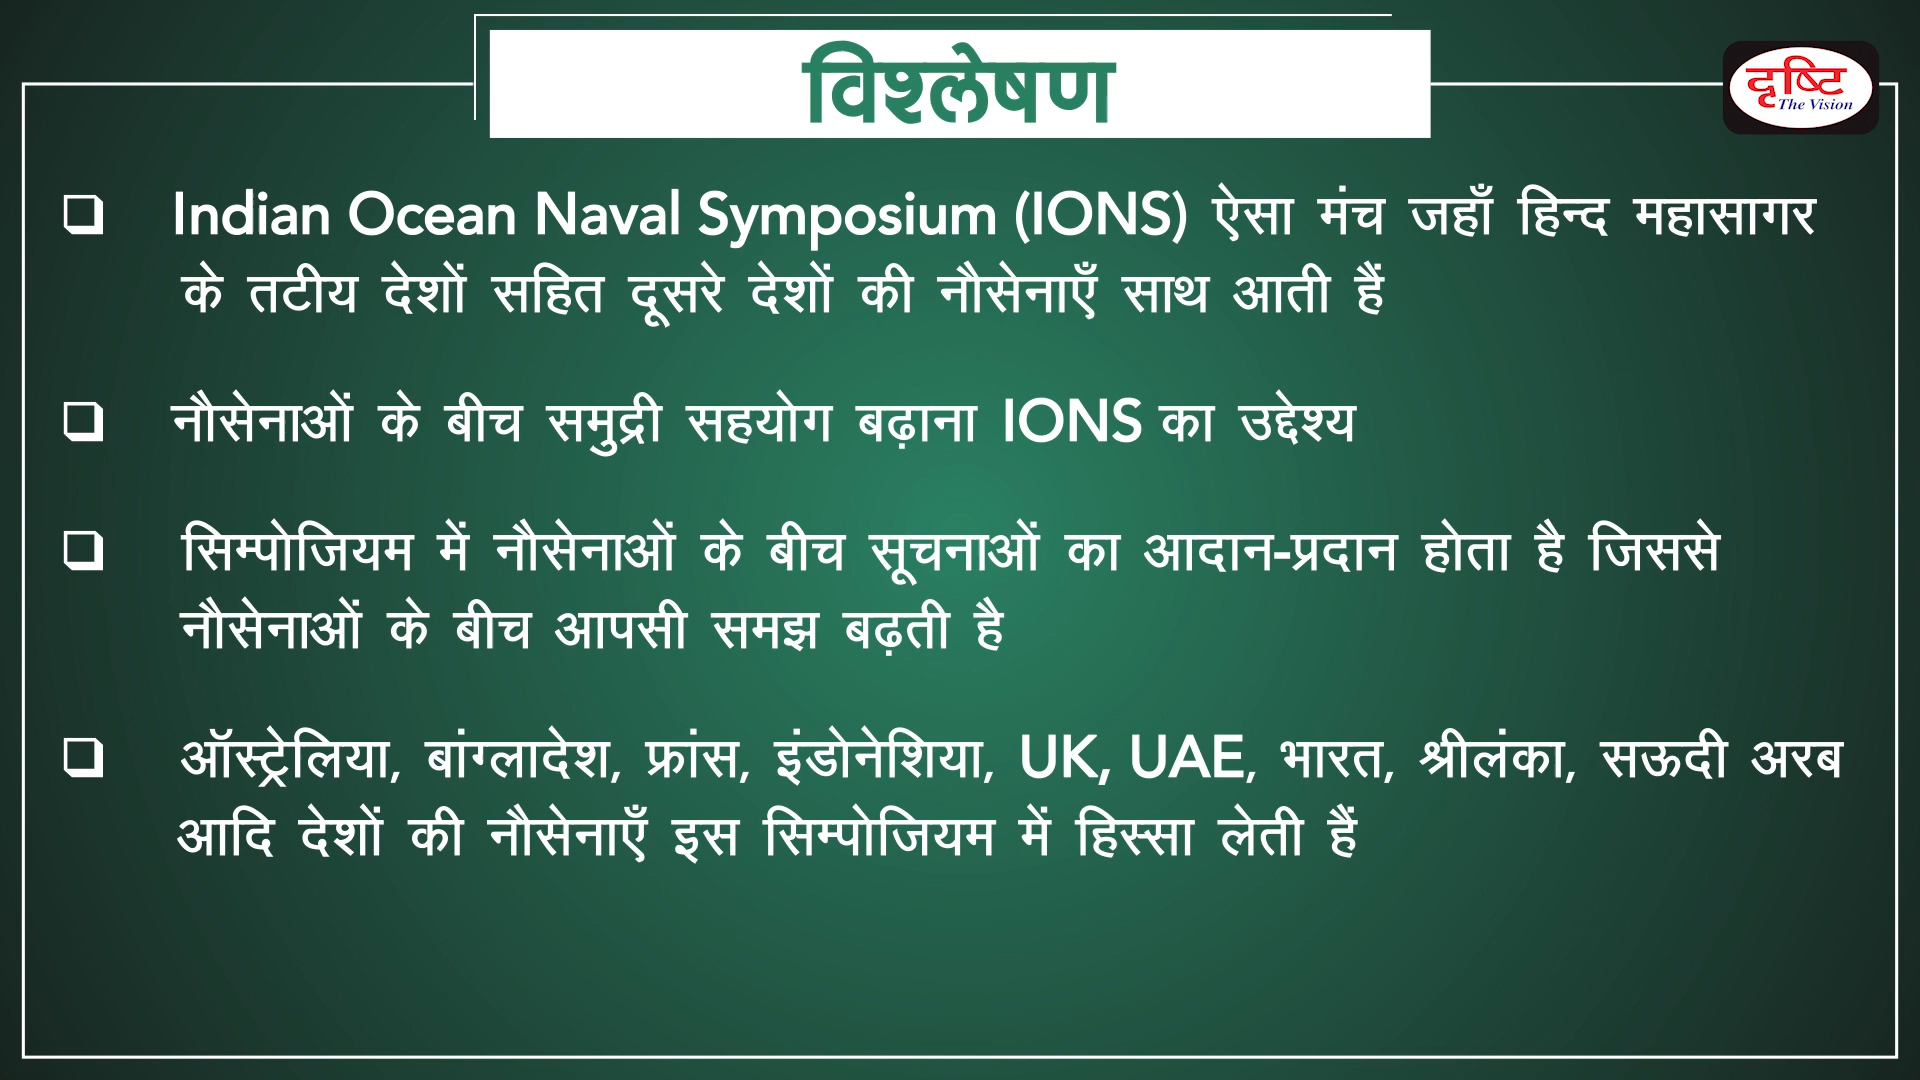 विश्लेषण
दृष्टि
The Vision
Indian Ocean Naval Symposium (IONS) ऐसा मंच जहाँ हिन्द महासागर
के तटीय देशों सहित दूसरे देशों की नौसेनाएँ साथ आती हैं
नौसेनाओं के बीच समुद्री सहयोग बढ़ाना IONS का उद्देश्य
सिम्पोजियम में नौसेनाओं के बीच सूचनाओं का आदान-प्रदान होता है जिससे
नौसेनाओं के बीच आपसी समझ बढ़ती है
ऑस्ट्रेलिया, बांग्लादेश, फ्रांस, इंडोनेशिया, UK, UAE, भारत, श्रीलंका, सऊदी अरब
आदि देशों की नौसेनाएँ इस सिम्पोजियम में हिस्सा लेती हैं